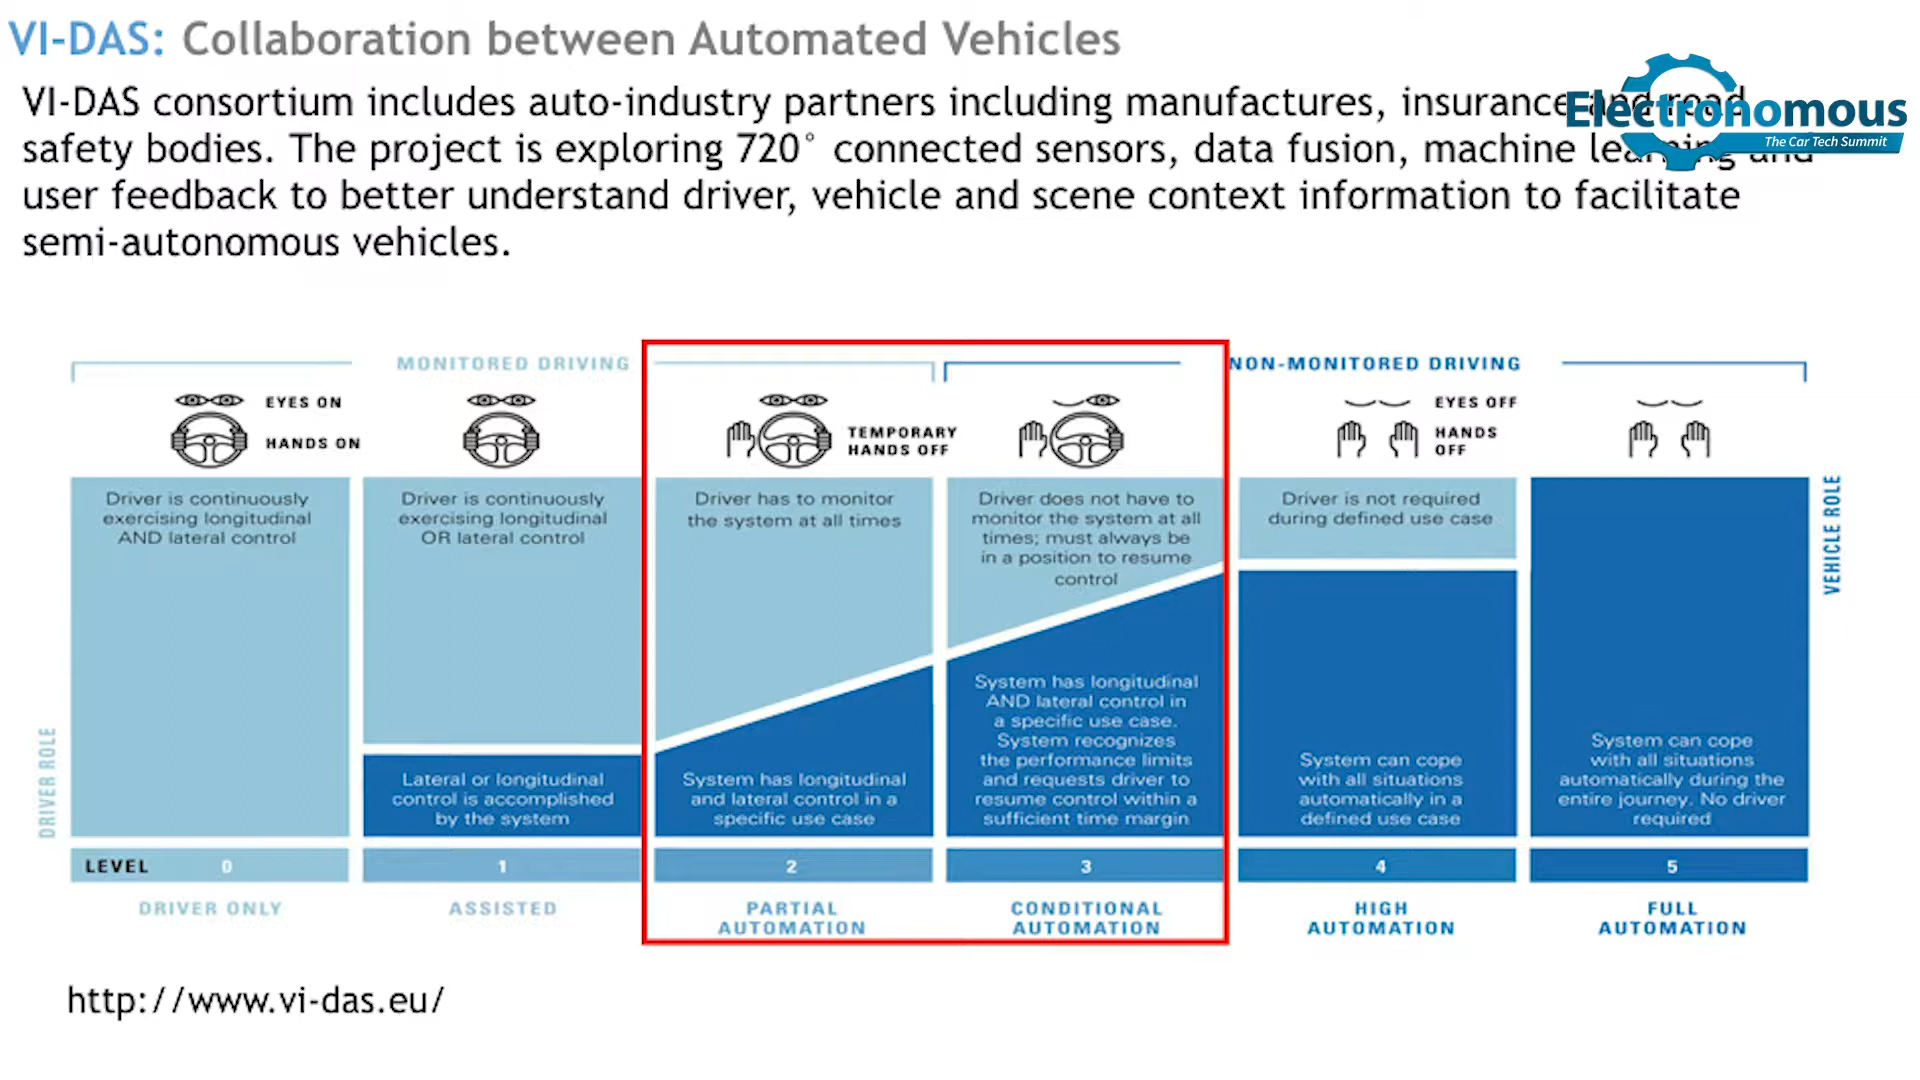 VI-DAS: Collaboration between Automated Vehicles
VI-DAS consortium includes auto-industry partners including manufactures, insurance and road
safety bodies. The project is exploring 720° connected sensors, data fusion, machine learning and
user feedback to better understand driver, vehicle and scene context information to facilitate
semi-autonomous vehicles.
Electronomous
The Car Tech Summit
MONITORED DRIVING
NON-MONITORED DRIVING
EYES ON
HANDS ON
TEMPORARY
HANDS OFF
EYES OFF
HANDS
OFF
Driver is continuously
exercising longitudinal
AND lateral control
Driver is continuously
exercising longitudinal
OR lateral control
Lateral or longitudinal
control is accomplished
by the system
Driver has to monitor
the system at all times
System has longitudinal
and lateral control in a
specific use case
Driver does not have to
monitor the system at all
times; must always be
in a position to resume
control
System has longitudinal
AND lateral control in
a specific use case.
System recognizes
the performance limits
and requests driver to
resume control within a
sufficient time margin
Driver is not required
during defined use case
System can cope
with all situations
automatically in a
defined use case
System can cope
with all situations
automatically during the
entire journey. No driver
required
DRIVER ROLE
VEHICLE ROLE
LEVEL 0 1 2 3 4 5
DRIVER ONLY
ASSISTED
PARTIAL
AUTOMATION
CONDITIONAL
AUTOMATION
HIGH
AUTOMATION
FULL
AUTOMATION
http://www.vi-das.eu/